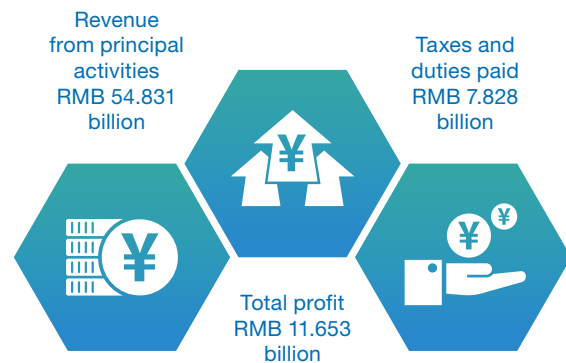 Revenue
from principal
activities
RMB 54.831
billion
Taxes and
duties paid
RMB 7.828
billion
¥
¥
¥
¥
Total profit
RMB 11.653
billion